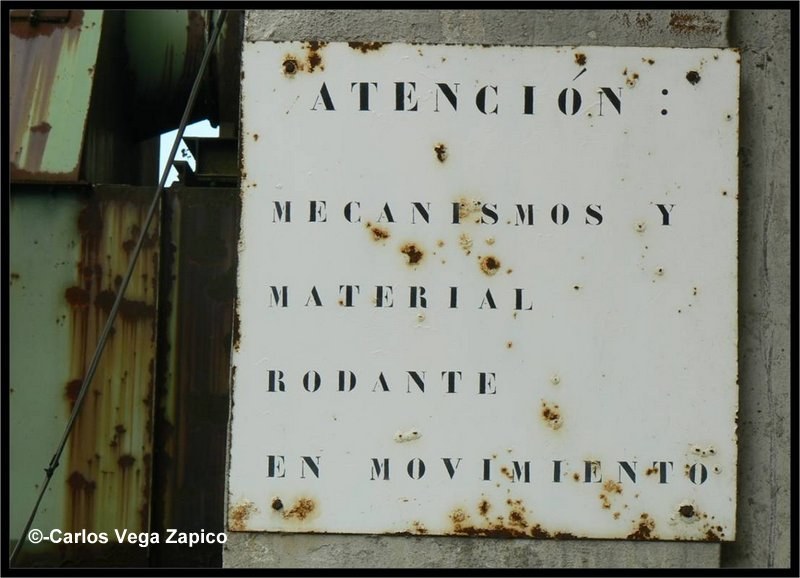 ATENCIÓN:
MECANISMOS Y
MATERIAL
RODANTE
EN MOVIMIENTO
©-Carlos Vega Zapico